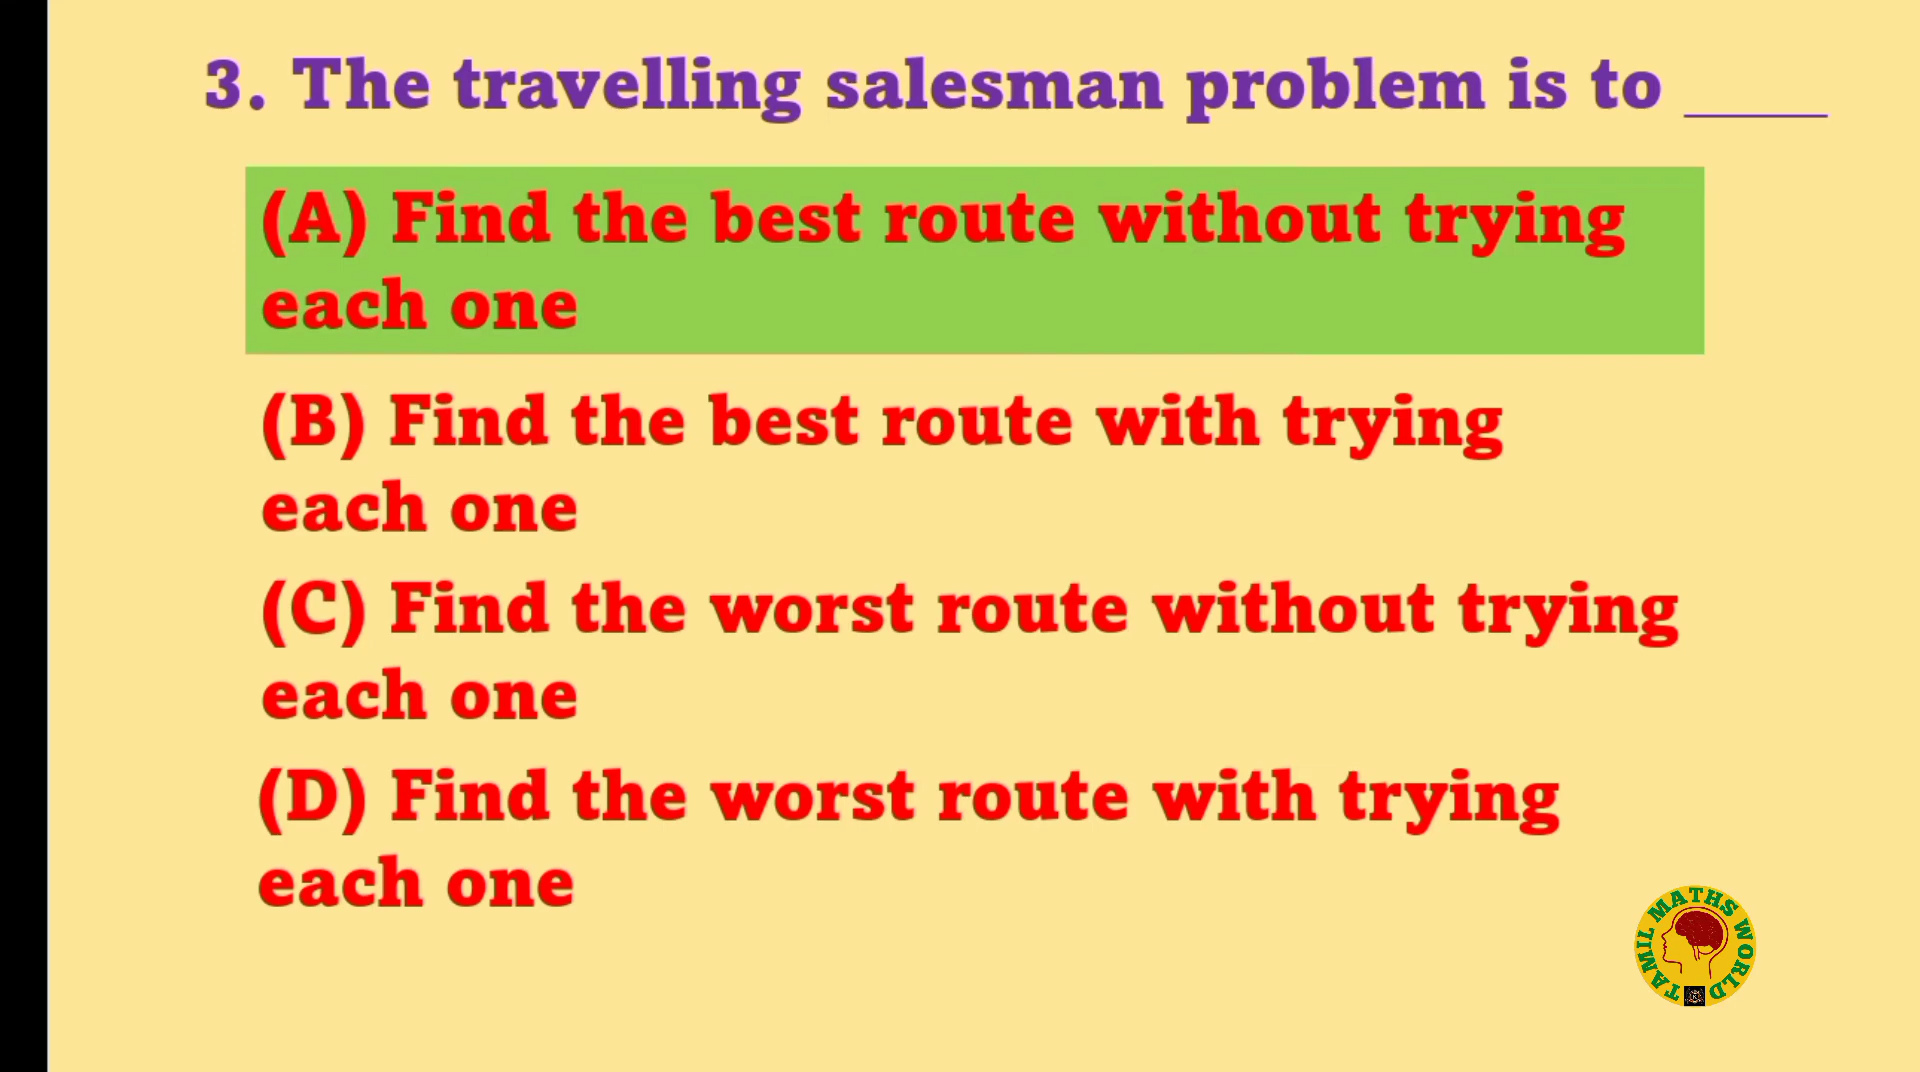 3. The travelling salesman problem is to _____
(A) Find the best route without trying
each one
(B) Find the best route with trying
each one
(C) Find the worst route without trying
each one
(D) Find the worst route with trying
each one
TAMIL MATHS WORLD